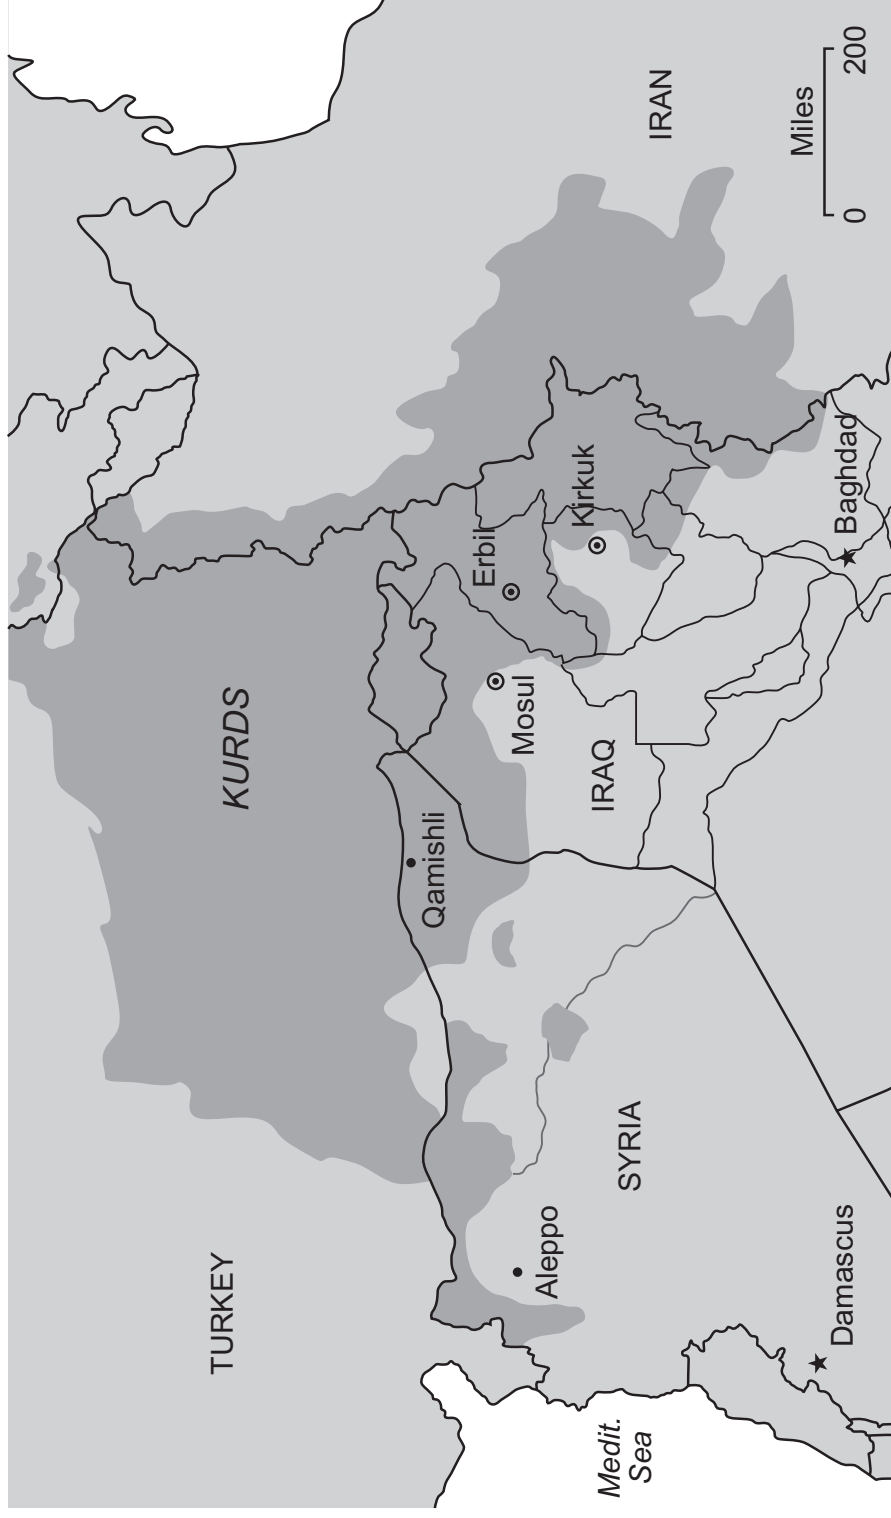 TURKEY
KURDS
Qamishli
Mosul
Erbil
Kirkuk
Aleppo
SYRIA
IRAQ
IRAN
Medit.
Sea
Damascus
Baghdad
Miles
0 200